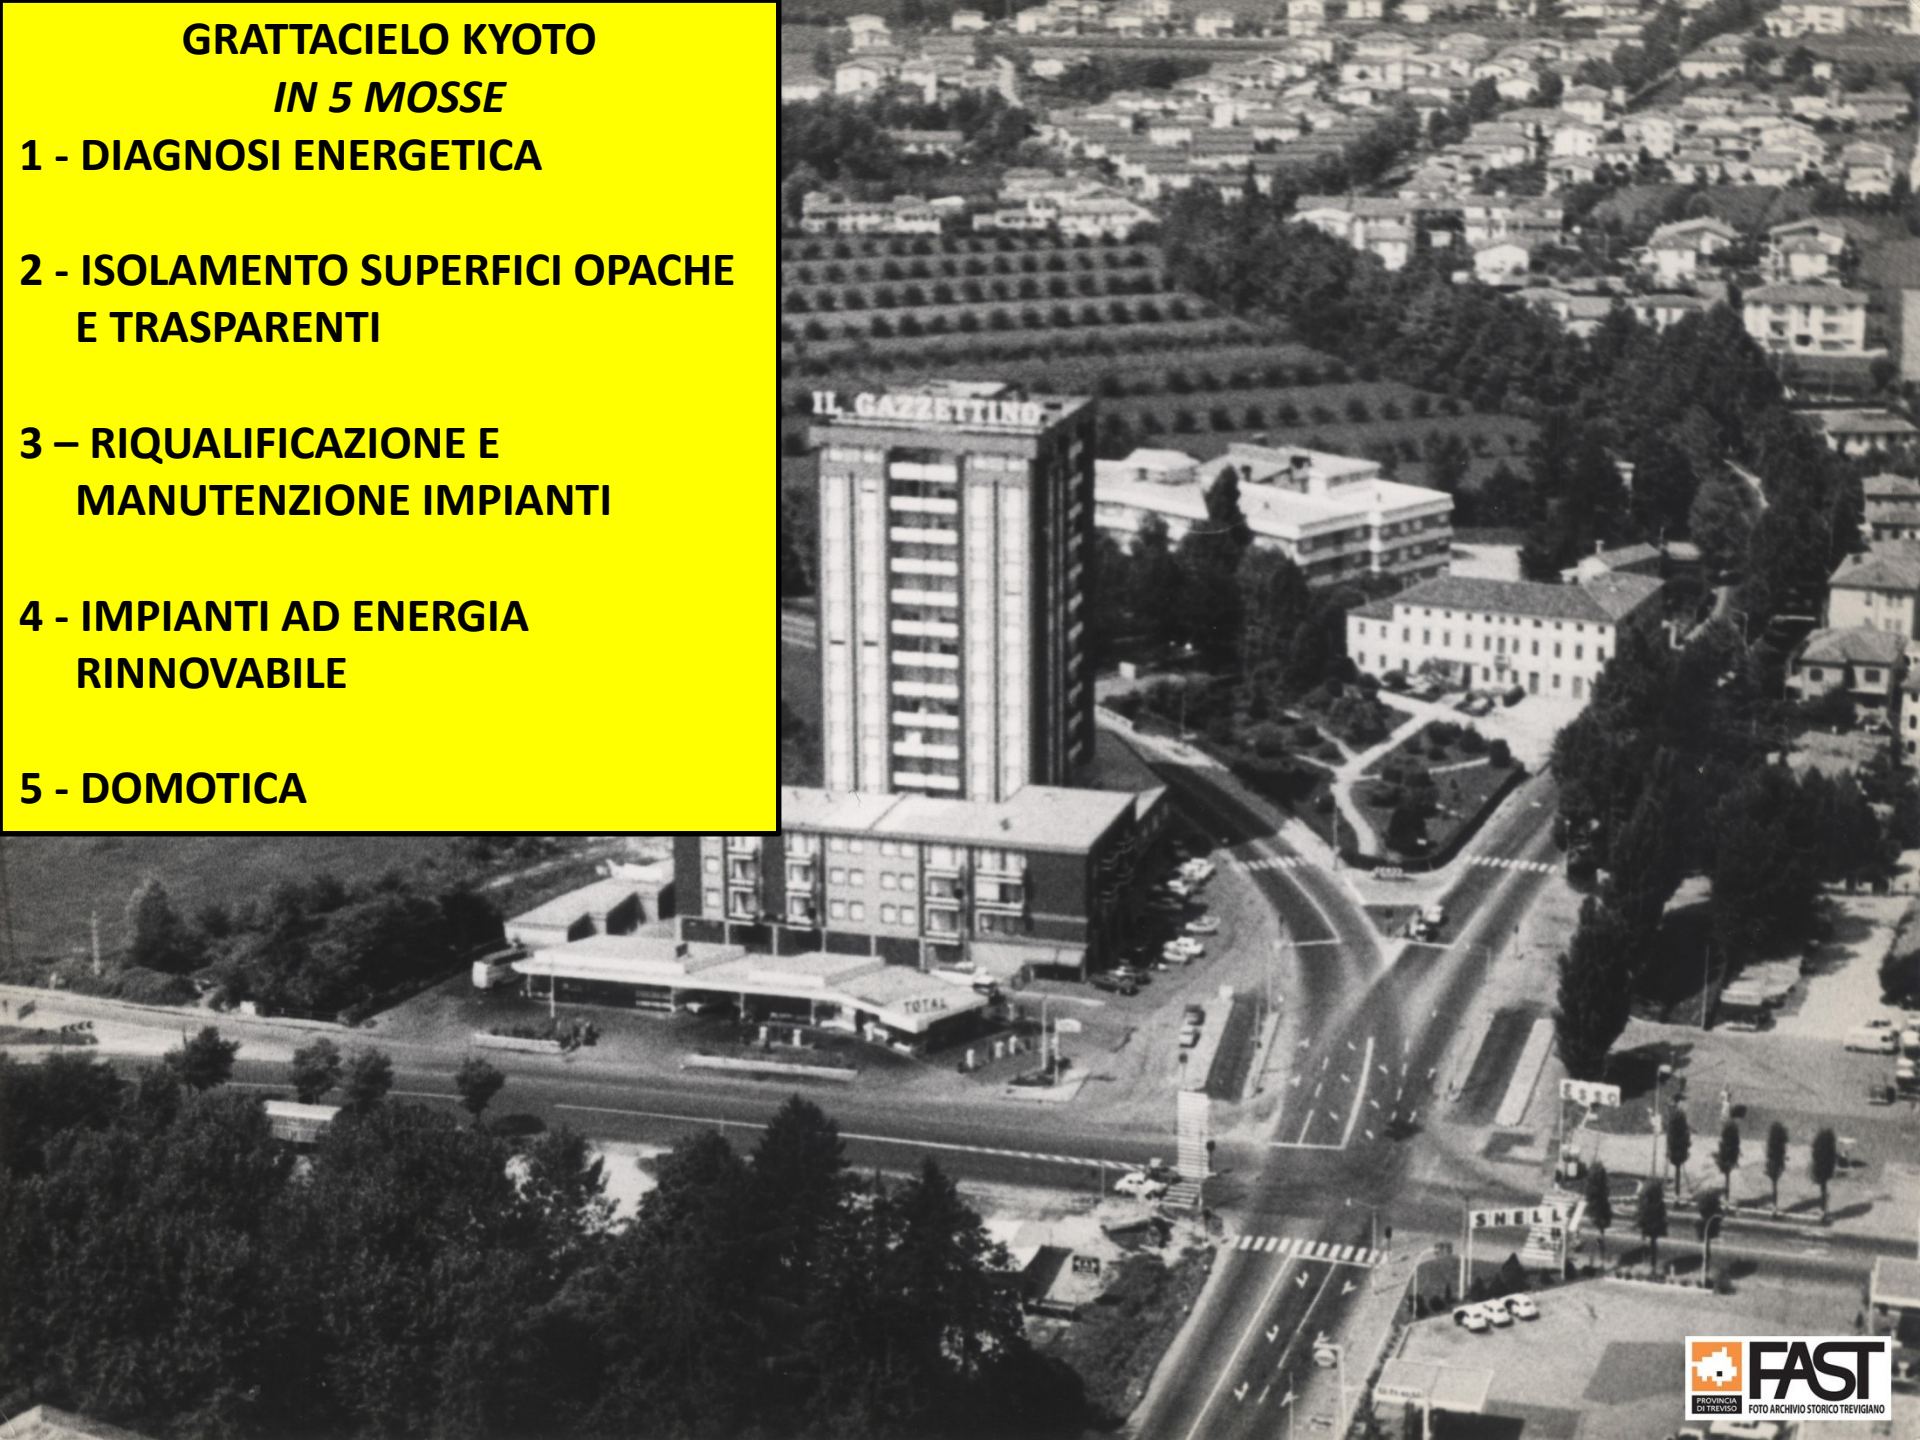 GRATTACIELO KYOTO
IN 5 MOSSE
1 - DIAGNOSI ENERGETICA
2 - ISOLAMENTO SUPERFICI OPACHE
E TRASPARENTI
3 – RIQUALIFICAZIONE E
MANUTENZIONE IMPIANTI
4 - IMPIANTI AD ENERGIA
RINNOVABILE
5 - DOMOTICA
IL GAZZETTINO
TOTAL
ESSO
SHELL
FAST
PROVINCIA
DI TREVISO
FOTO ARCHIVIO STORICO TREVIGIANO